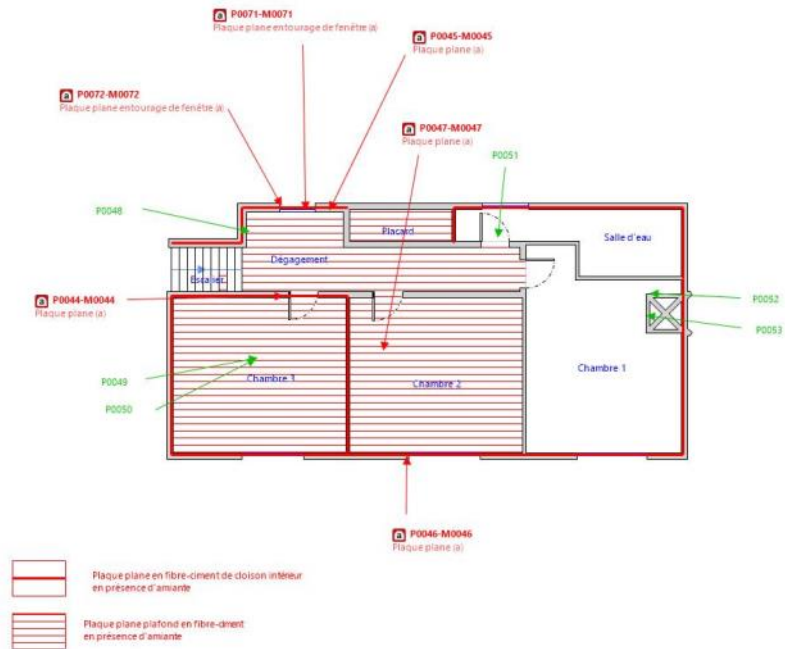 a P0071-M0071
Plaque plane entourage de fenêtre (a)
a P0045-M0045
Plaque plane (a)
a P0072-M0072
Plaque plane entourage de fenêtre (a)
a P0047-M0047
Plaque plane (a)
P0051
P0048
Placard
Salle d'eau
Dégagement
Escalier
a P0044-M0044
Plaque plane (a)
P0052
P0053
Chambre 1
P0049
Chambre 3
Chambre 2
P0050
a P0046-M0046
Plaque plane (a)
Plaque plane en fibre-ciment de cloison intérieur
en présence d'amiante
Plaque plane plafond en fibre-ciment
en présence d'amiante